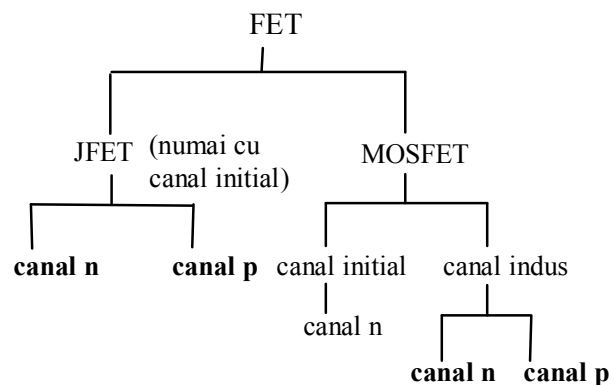 FET
JFET (numai cu
canal initial)
MOSFET
canal n
canal p
canal initial
canal indus
canal n
canal n
canal p